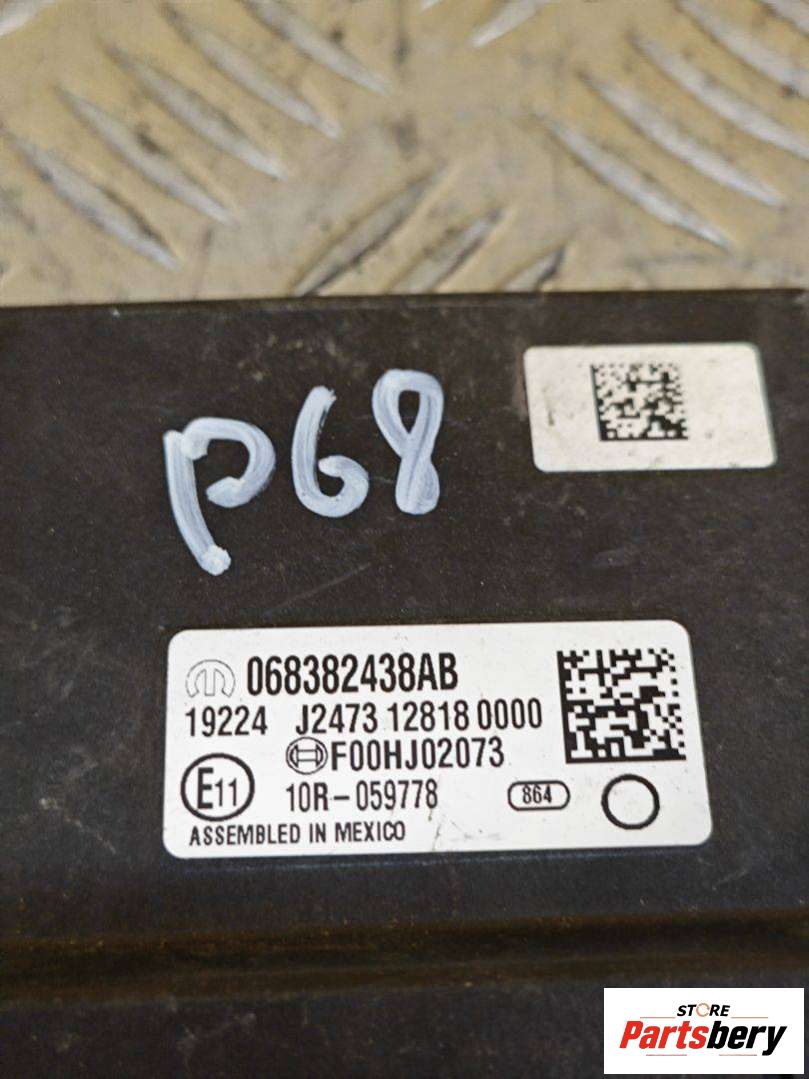 P68
068382438AB
19224 J2473 12818 0000
F00HJ02073
E11 10R-059778 864
ASSEMBLED IN MEXICO
STORE
Partsbery